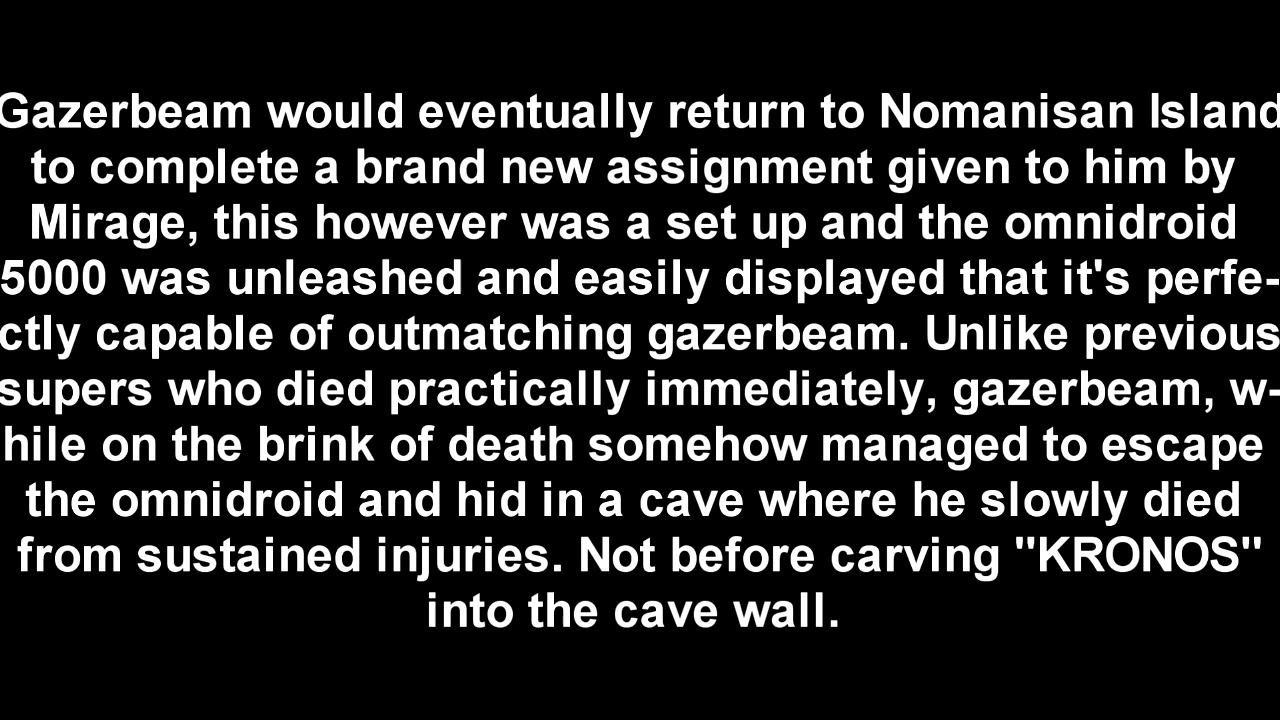 Gazerbeam would eventually return to Nomanisan Island
to complete a brand new assignment given to him by
Mirage, this however was a set up and the omnidroid
5000 was unleashed and easily displayed that it's perfe-
ctly capable of outmatching gazerbeam. Unlike previous
supers who died practically immediately, gazerbeam, w-
hile on the brink of death somehow managed to escape
the omnidroid and hid in a cave where he slowly died
from sustained injuries. Not before carving "KRONOS"
into the cave wall.